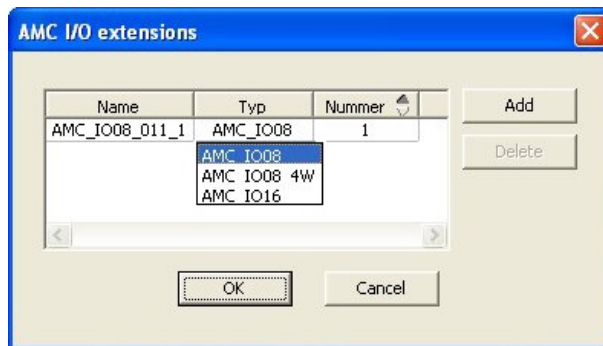 AMC I/O extensions
Name Typ Nummer
AMC_IO08_011_1 AMC_IO08 1
AMC_IO08
AMC_IO08_4W
AMC_IO16
Add
Delete
OK Cancel